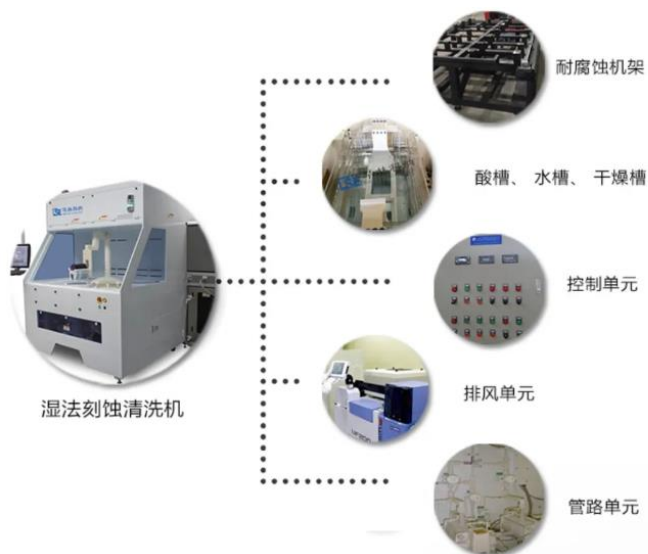 耐腐蚀机架
酸槽、水槽、干燥槽
控制单元
湿法刻蚀清洗机
排风单元
管路单元